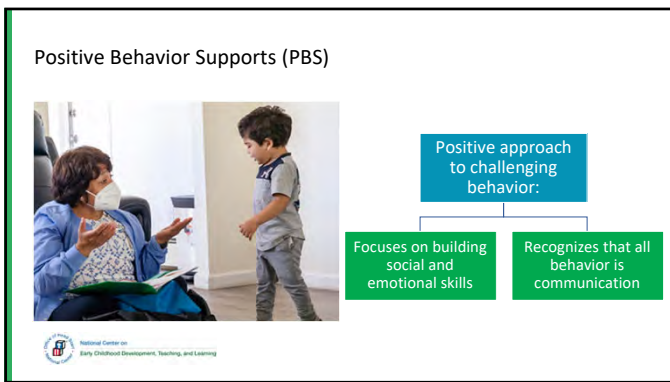 Positive Behavior Supports (PBS)
Positive approach
to challenging
behavior:
Focuses on building
social and
emotional skills
Recognizes that all
behavior is
communication
National Center on
Early Childhood Development, Teaching, and Learning